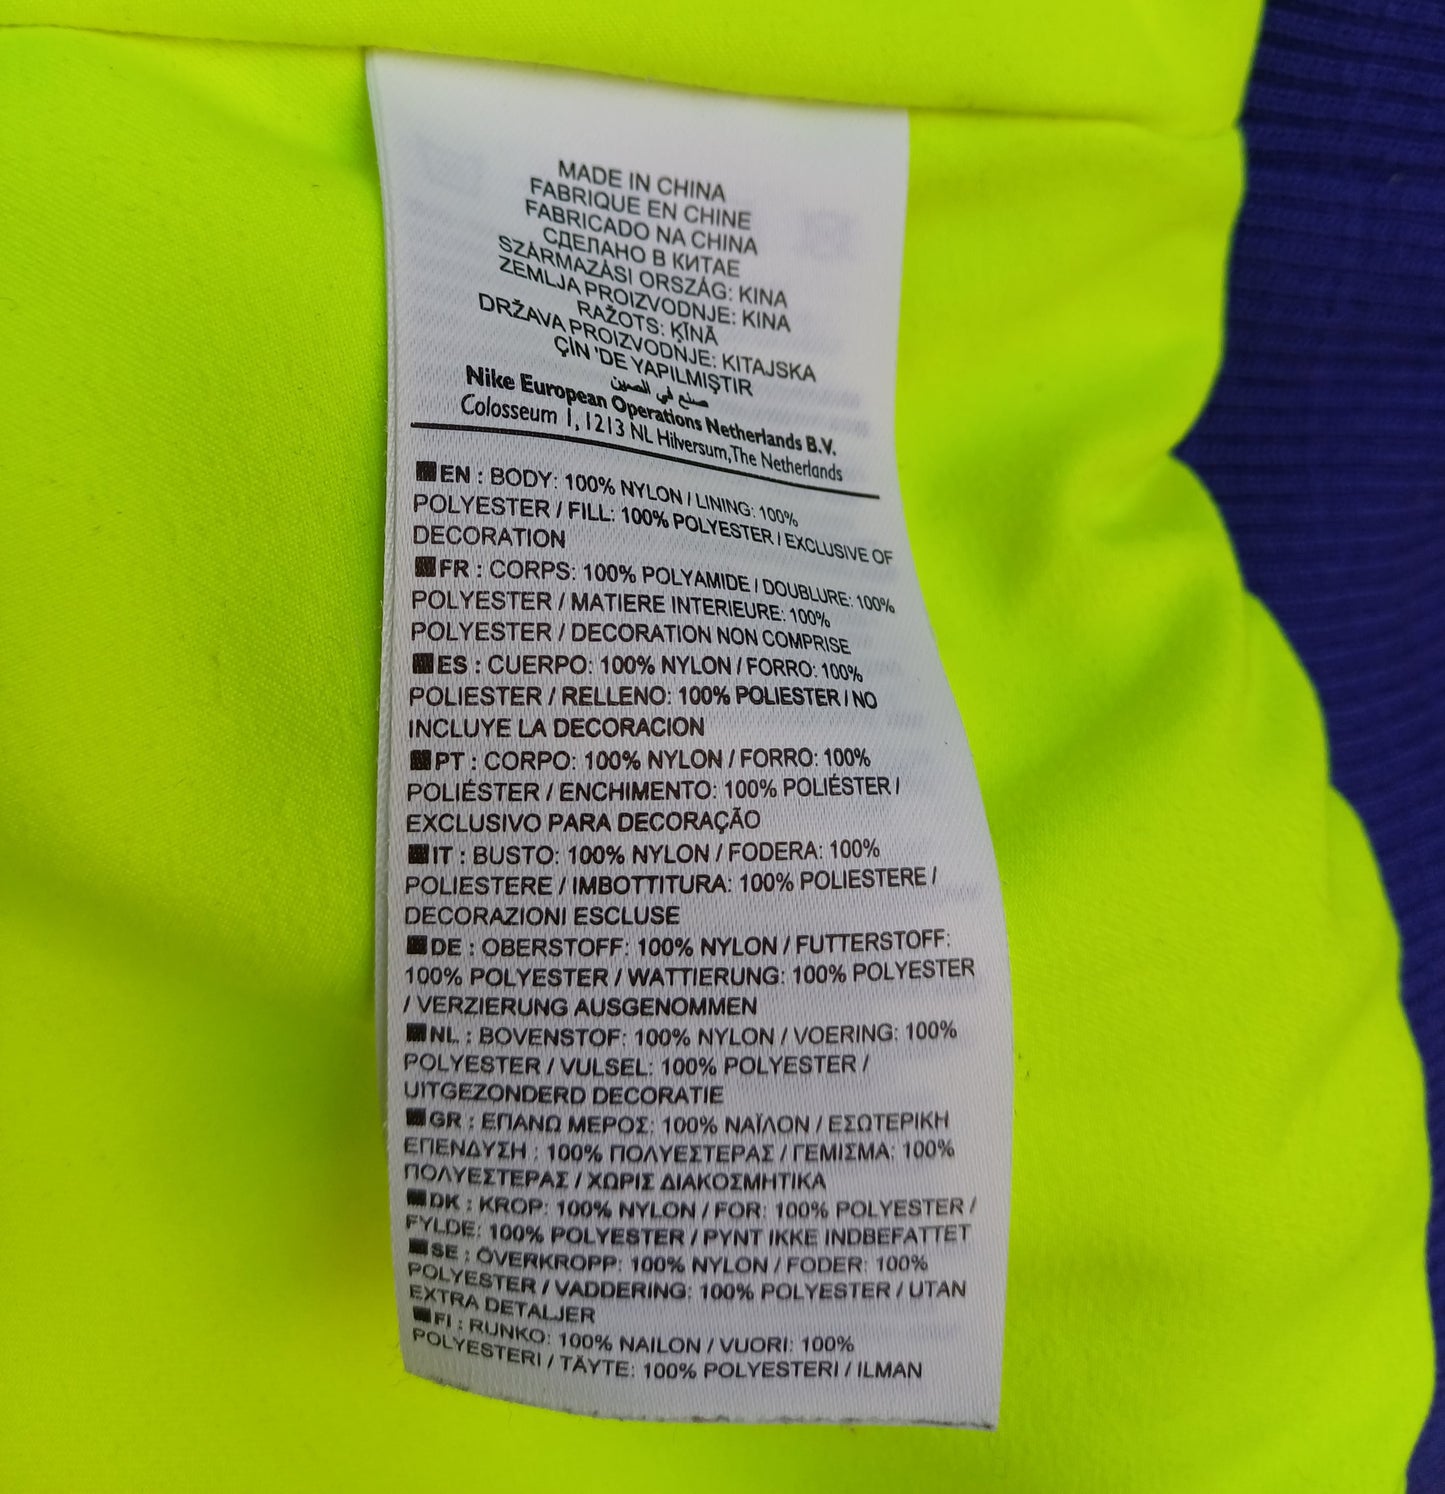 MADE IN CHINA
FABRIQUE EN CHINE
FABRICADO NA CHINA
СДЕЛАНО В КИТАЕ
SZÁRMAZÁSI ORSZÁG: KINA
ZEMLJA PROIZVODNJE: KINA
RAŽOTS: ĶĪNĀ
DRŽAVA PROIZVODNJE: KITAJSKA
ÇİN 'DE YAPILMIŞTIR
صنع في الصين
Nike European Operations Netherlands B.V.
Colosseum 1, 1213 NL Hilversum, The Netherlands
EN : BODY: 100% NYLON / LINING: 100%
POLYESTER / FILL: 100% POLYESTER / EXCLUSIVE OF
DECORATION
FR : CORPS: 100% POLYAMIDE / DOUBLURE: 100%
POLYESTER / MATIERE INTERIEURE: 100%
POLYESTER / DECORATION NON COMPRISE
ES : CUERPO: 100% NYLON / FORRO: 100%
POLIESTER / RELLENO: 100% POLIESTER / NO
INCLUYE LA DECORACION
PT : CORPO: 100% NYLON / FORRO: 100%
POLIÉSTER / ENCHIMENTO: 100% POLIÉSTER /
EXCLUSIVO PARA DECORAÇÃO
IT : BUSTO: 100% NYLON / FODERA: 100%
POLIESTERE / IMBOTTITURA: 100% POLIESTERE /
DECORAZIONI ESCLUSE
DE : OBERSTOFF: 100% NYLON / FUTTERSTOFF:
100% POLYESTER / WATTIERUNG: 100% POLYESTER
/ VERZIERUNG AUSGENOMMEN
NL : BOVENSTOF: 100% NYLON / VOERING: 100%
POLYESTER / VULSEL: 100% POLYESTER /
UITGEZONDERD DECORATIE
GR : ΕΠΑΝΩ ΜΕΡΟΣ: 100% ΝΑΪΛΟΝ / ΕΣΩΤΕΡΙΚΗ
ΕΠΕΝΔΥΣΗ : 100% ΠΟΛΥΕΣΤΕΡΑΣ / ΓΕΜΙΣΜΑ: 100%
ΠΟΛΥΕΣΤΕΡΑΣ / ΧΩΡΙΣ ΔΙΑΚΟΣΜΗΤΙΚΑ
DK : KROP: 100% NYLON / FOR: 100% POLYESTER /
FYLDE: 100% POLYESTER / PYNT IKKE INDBEFATTET
SE : ÖVERKROPP: 100% NYLON / FODER: 100%
POLYESTER / VADDERING: 100% POLYESTER / UTAN
EXTRA DETALJER
FI : RUNKO: 100% NAILON / VUORI: 100%
POLYESTERI / TÄYTE: 100% POLYESTERI / ILMAN